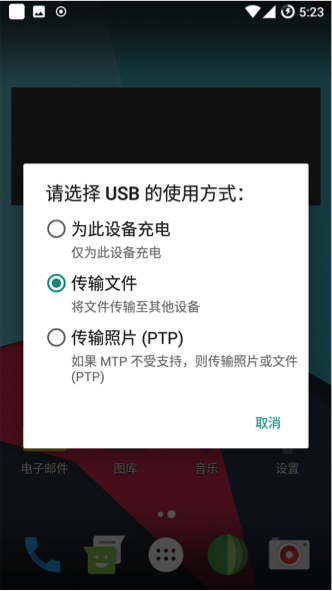 5:23
请选择 USB 的使用方式：
为此设备充电
仅为此设备充电
传输文件
将文件传输至其他设备
传输照片 (PTP)
如果 MTP 不受支持，则传输照片或文件
(PTP)
取消
电子邮件 图库 音乐 设置